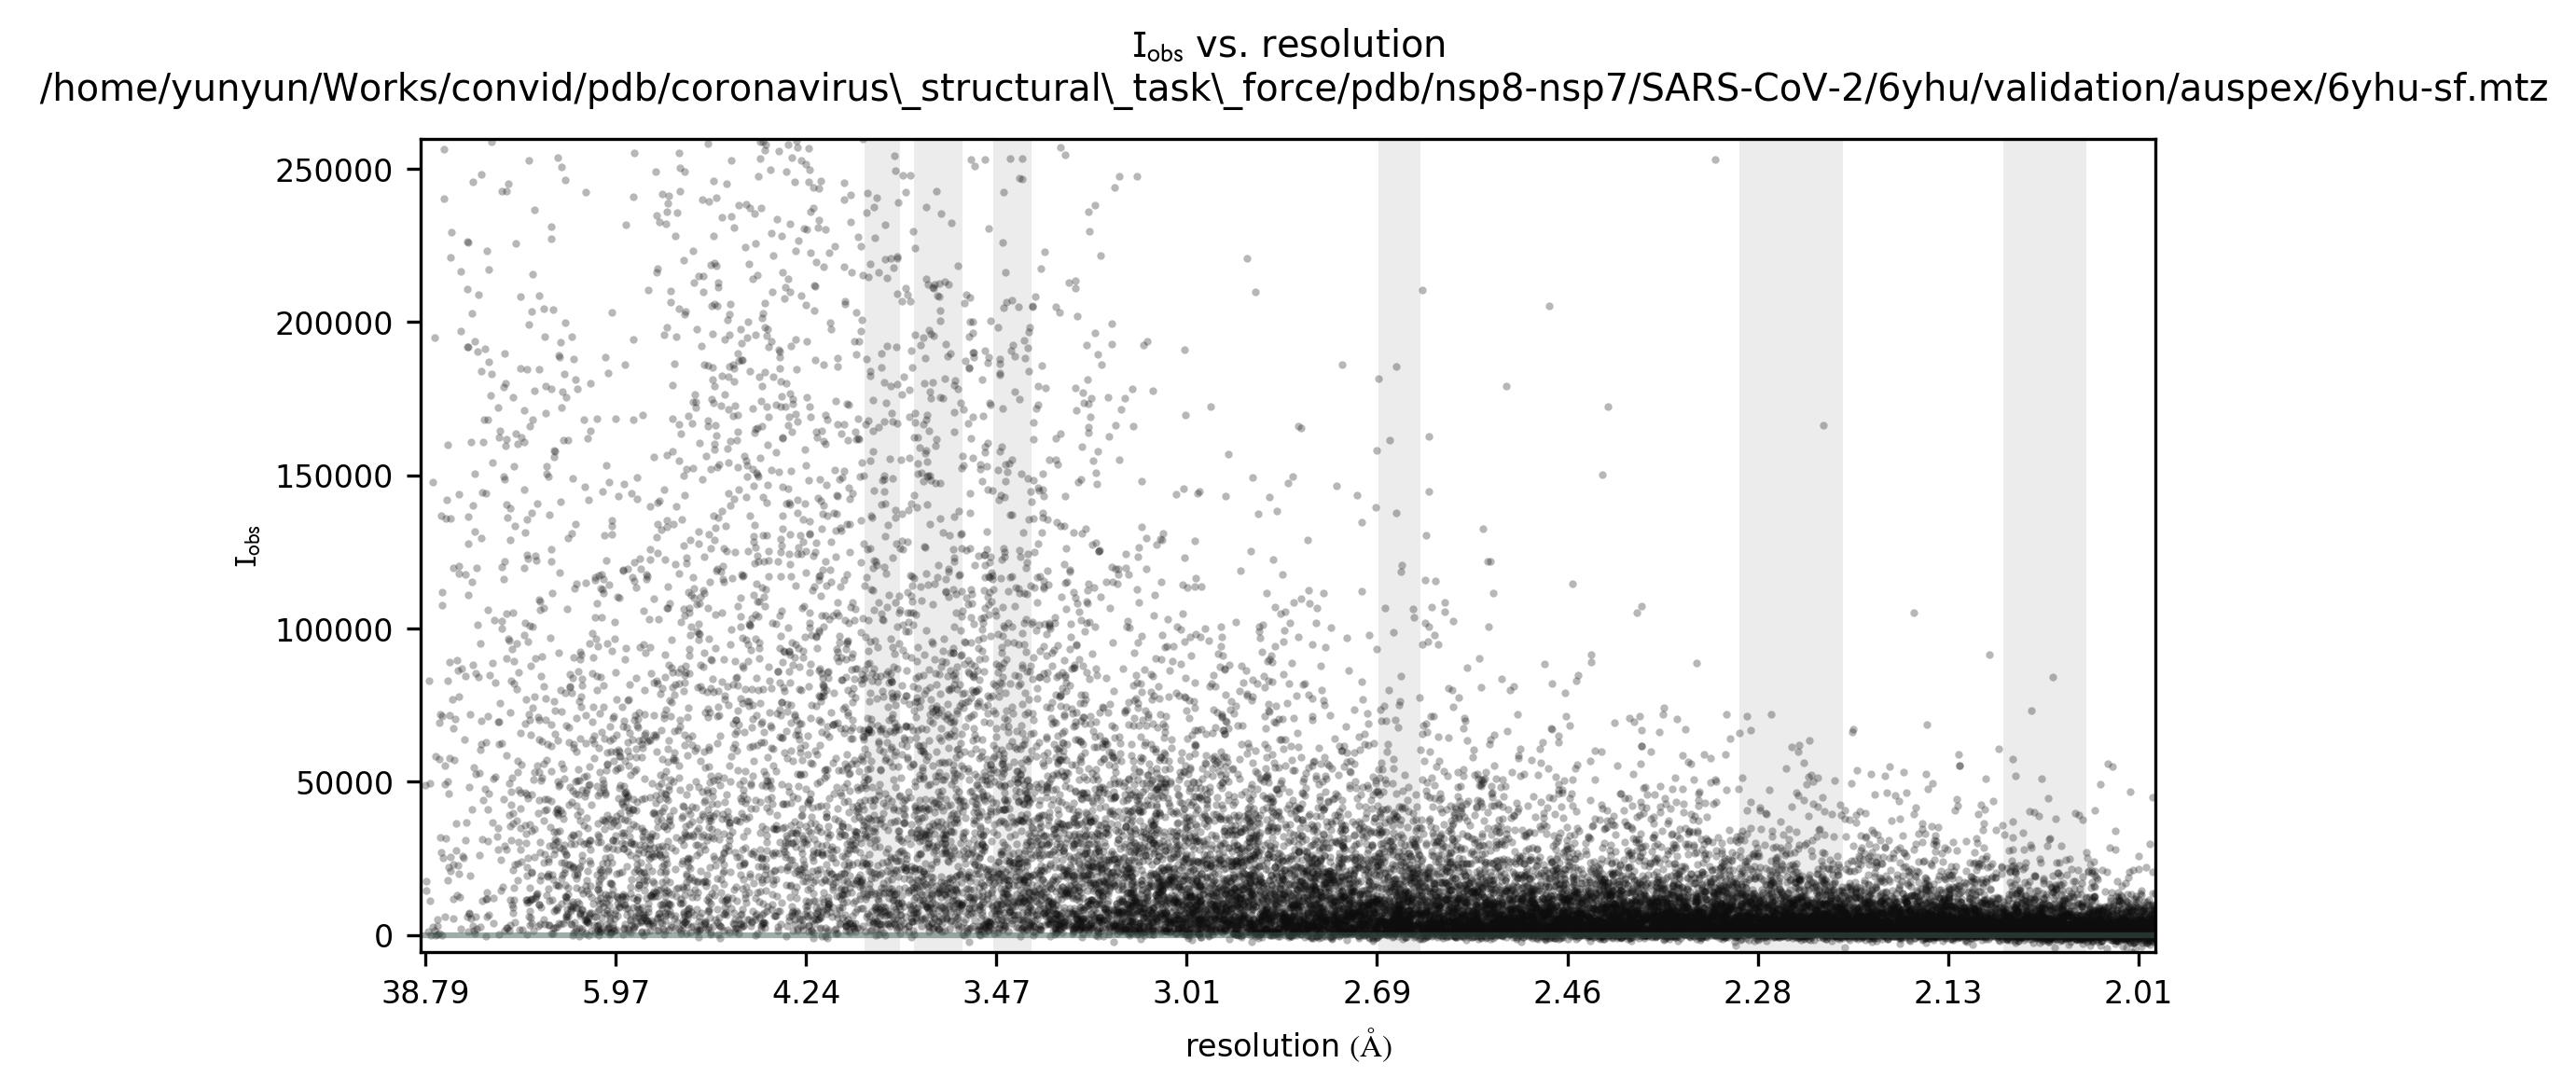 I_obs vs. resolution
/home/yunyun/Works/convid/pdb/coronavirus\_structural\_task\_force/pdb/nsp8-nsp7/SARS-CoV-2/6yhu/validation/auspex/6yhu-sf.mtz
250000
200000
150000
100000
50000
0
I_obs
38.79 5.97 4.24 3.47 3.01 2.69 2.46 2.28 2.13 2.01
resolution (Å)